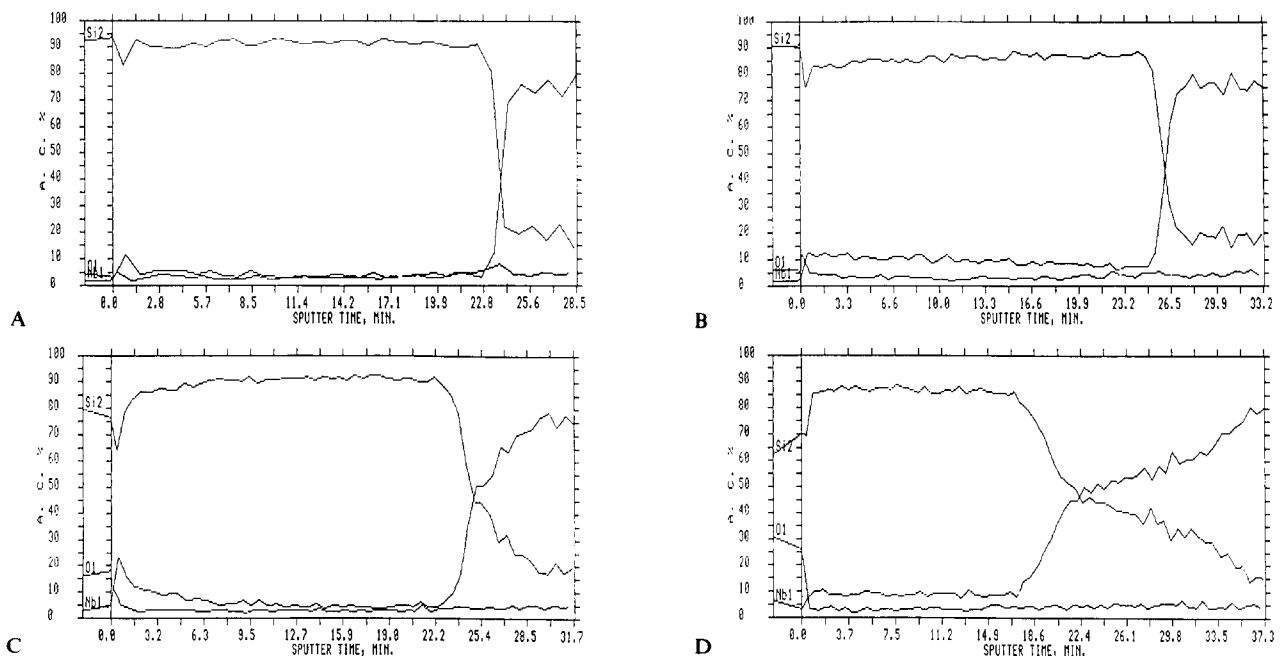 100
90
80
70
60
50
40
30
20
10
0
Si2
O1
Nb1
A. C. %
0.0 2.8 5.7 8.5 11.4 14.2 17.1 19.9 22.8 25.6 28.5
SPUTTER TIME, MIN.
A
100
90
80
70
60
50
40
30
20
10
0
Si2
O1
Nb1
A. C. %
0.0 3.3 6.6 10.0 13.3 16.6 19.9 23.2 26.5 29.9 33.2
SPUTTER TIME, MIN.
B
100
90
80
70
60
50
40
30
20
10
0
Si2
O1
Nb1
A. C. %
0.0 3.2 6.3 9.5 12.7 15.8 19.0 22.2 25.4 28.5 31.7
SPUTTER TIME, MIN.
C
100
90
80
70
60
50
40
30
20
10
0
Si2
O1
Nb1
A. C. %
0.0 3.7 7.5 11.2 14.9 18.6 22.4 26.1 29.8 33.5 37.3
SPUTTER TIME, MIN.
D